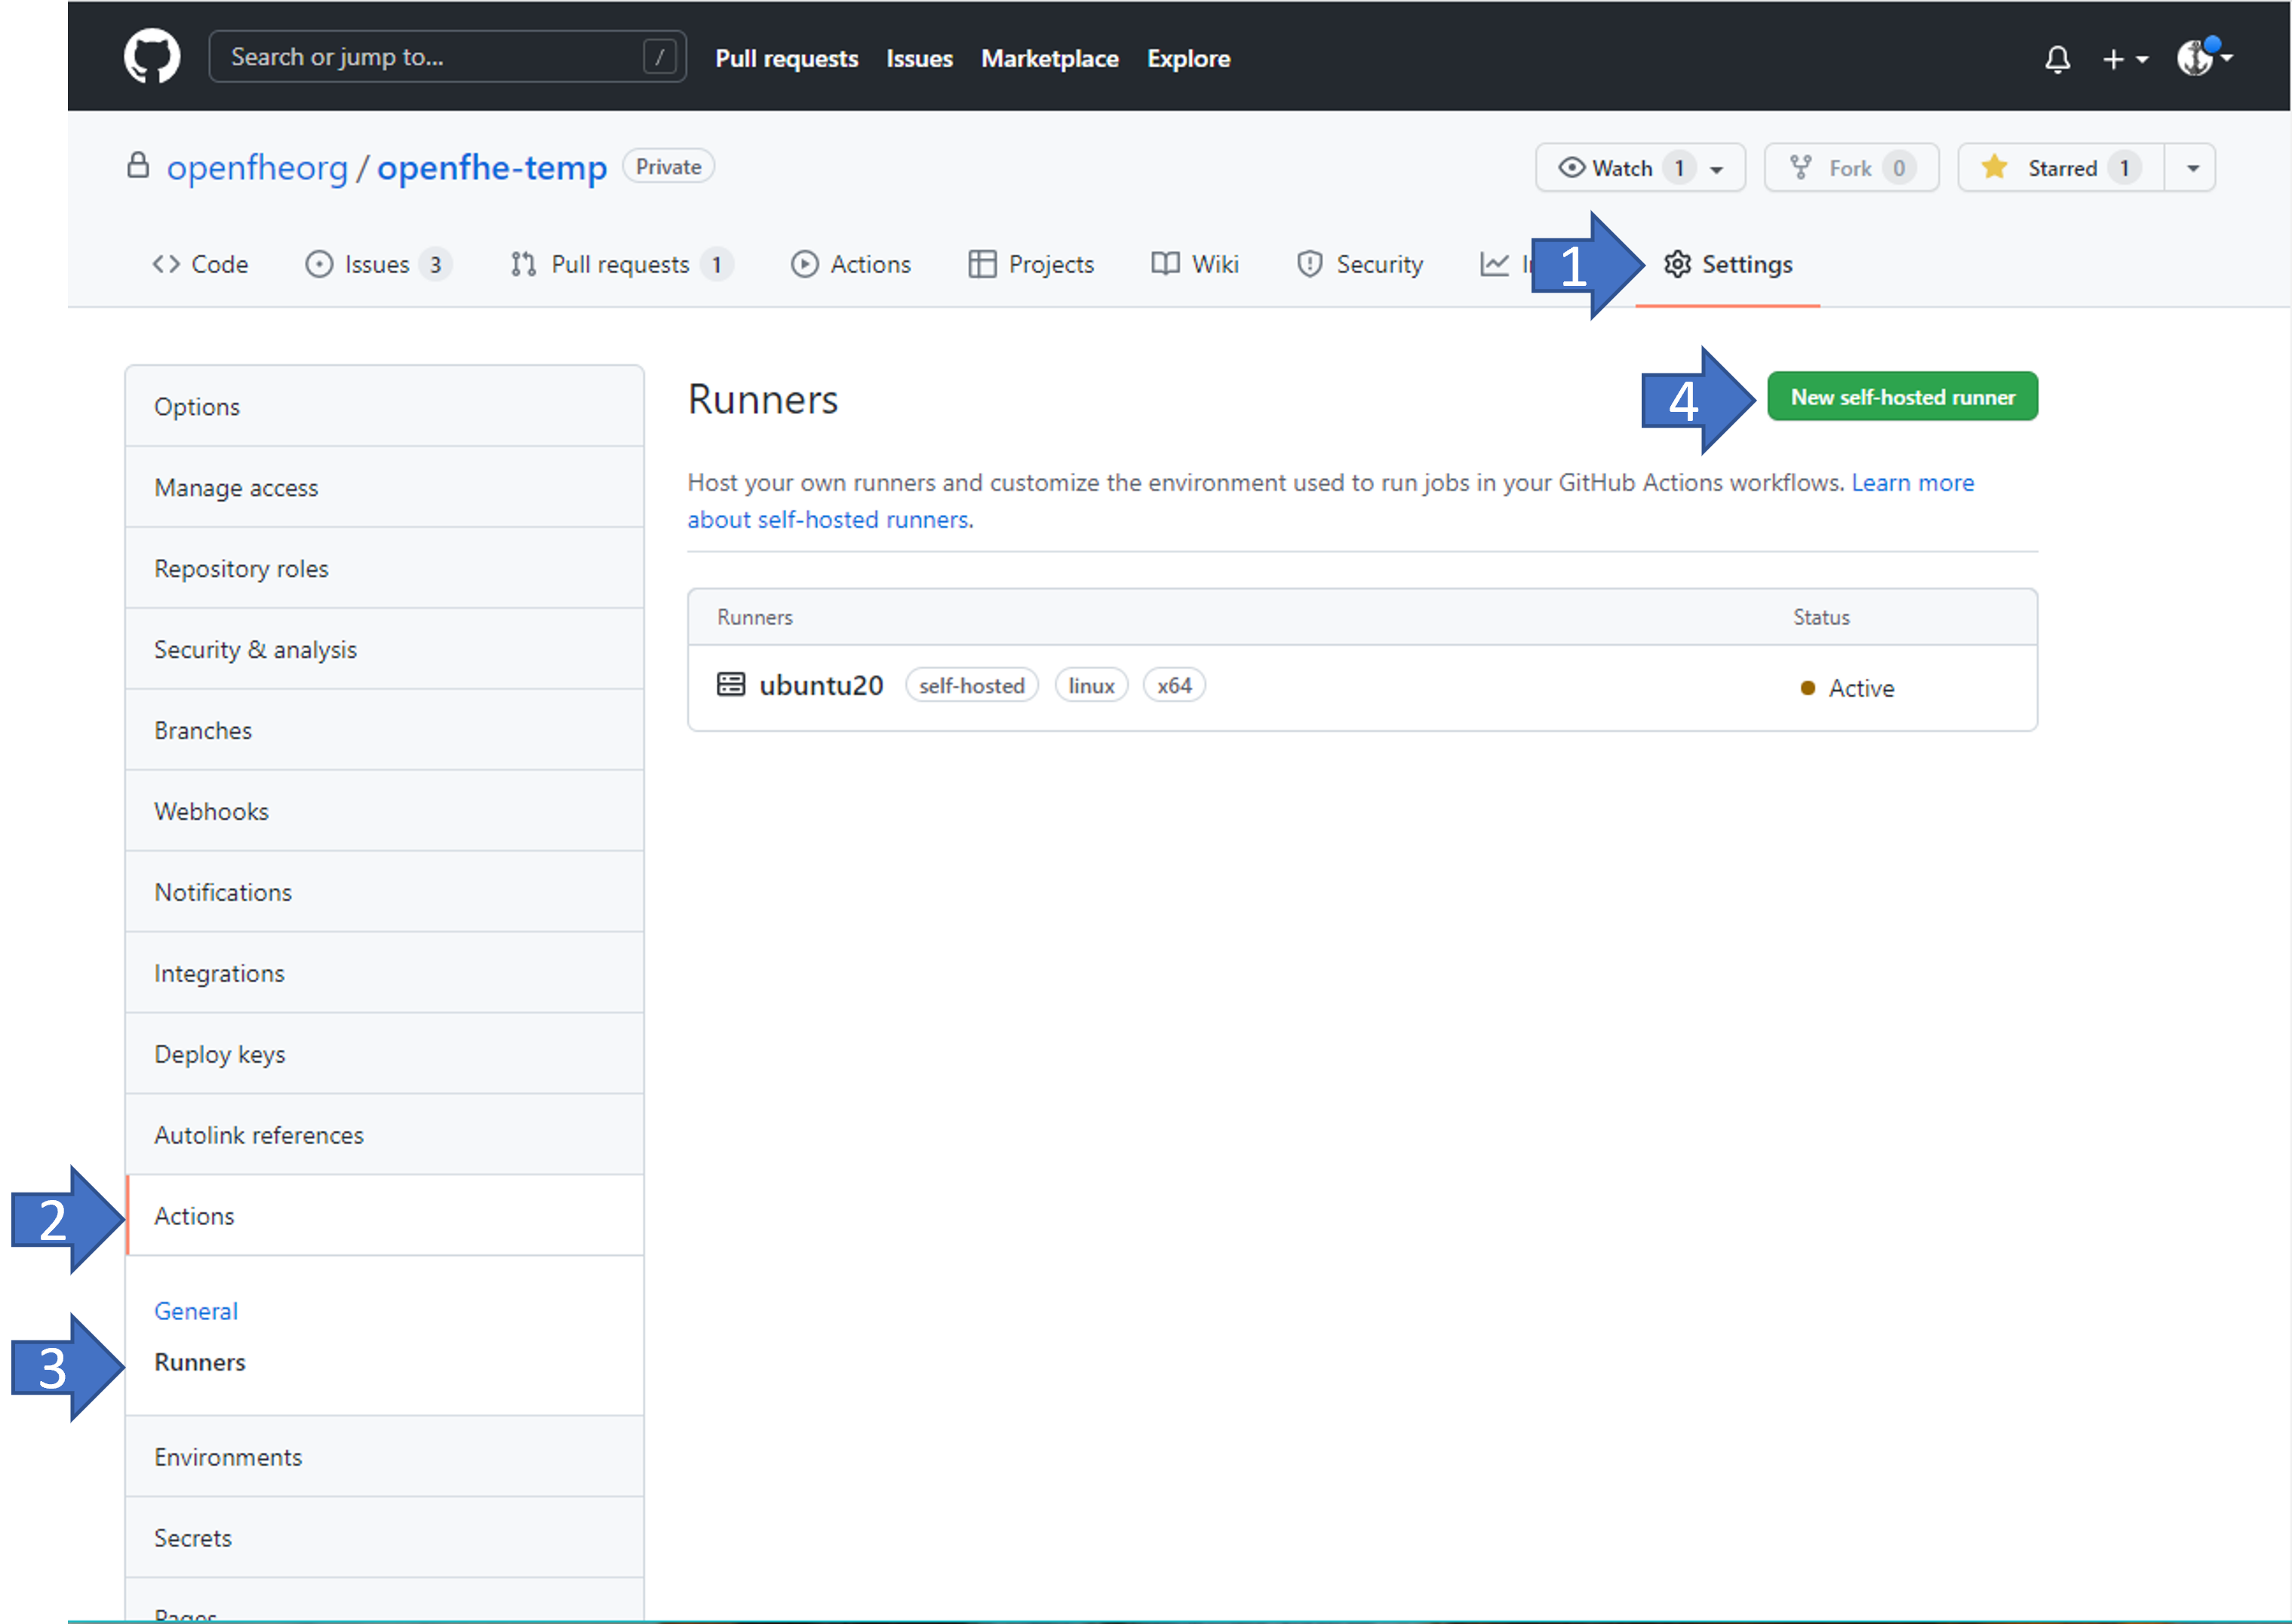 Search or jump to... /
Pull requests Issues Marketplace Explore
openfheorg / openfhe-temp Private
Watch 1 Fork 0 Starred 1
Code Issues 3 Pull requests 1 Actions Projects Wiki Security 1 Settings
Options
Manage access
Repository roles
Security & analysis
Branches
Webhooks
Notifications
Integrations
Deploy keys
Autolink references
2 Actions
General
3 Runners
Environments
Secrets
Pages
Runners
4 New self-hosted runner
Host your own runners and customize the environment used to run jobs in your GitHub Actions workflows. Learn more
about self-hosted runners.
Runners Status
ubuntu20 self-hosted linux x64 Active